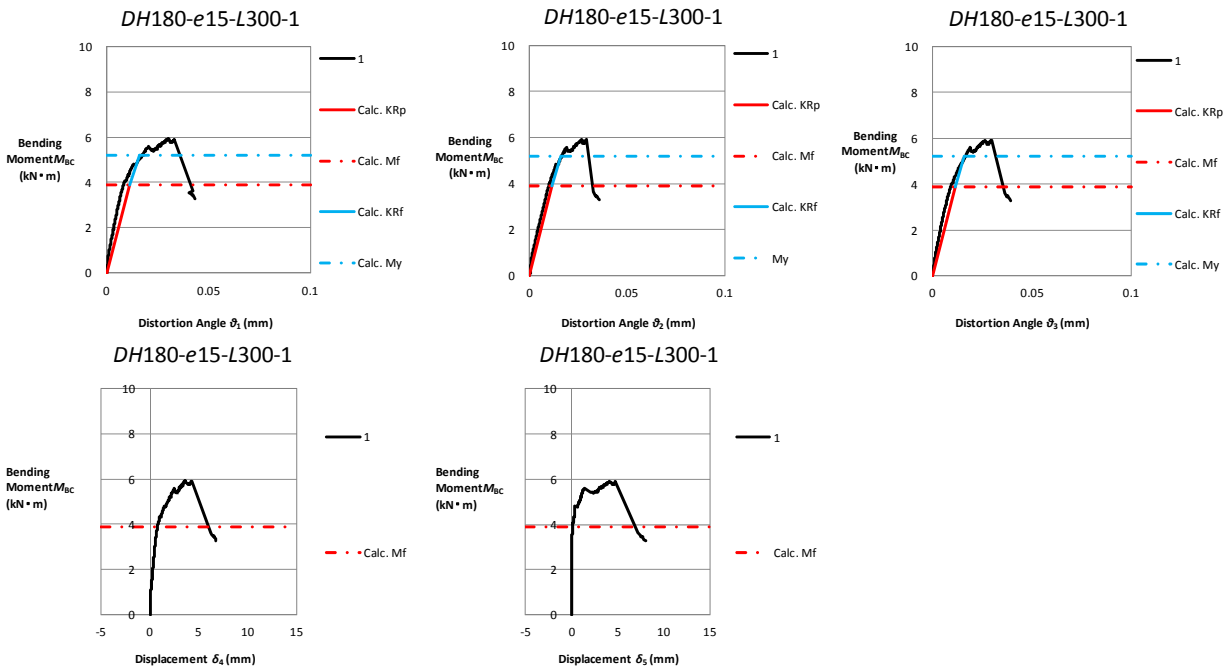 DH180-e15-L300-1
10
8
6
4
2
0
0
0.05
0.1
Bending
MomentMBC
(kN・m)
Distortion Angle ϑ1 (mm)
1
Calc. KRp
Calc. Mf
Calc. KRf
Calc. My
DH180-e15-L300-1
10
8
6
4
2
0
0
0.05
0.1
Bending
MomentMBC
(kN・m)
Distortion Angle ϑ2 (mm)
1
Calc. KRp
Calc. Mf
Calc. KRf
My
DH180-e15-L300-1
10
8
6
4
2
0
0
0.05
0.1
Bending
MomentMBC
(kN・m)
Distortion Angle ϑ3 (mm)
1
Calc. KRp
Calc. Mf
Calc. KRf
Calc. My
DH180-e15-L300-1
10
8
6
4
2
0
-5
0
5
10
15
Bending
MomentMBC
(kN・m)
Displacement δ4 (mm)
1
Calc. Mf
DH180-e15-L300-1
10
8
6
4
2
0
-5
0
5
10
15
Bending
MomentMBC
(kN・m)
Displacement δ5 (mm)
1
Calc. Mf